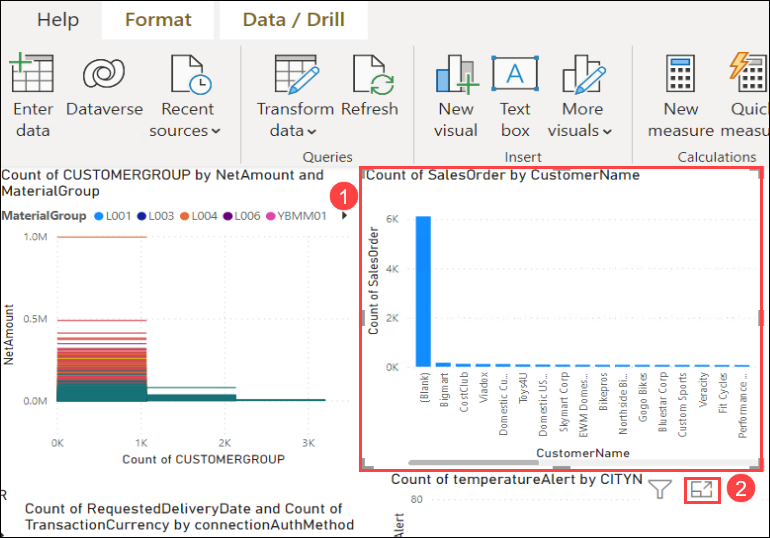 Help
Format
Data / Drill
Enter
data
Dataverse
Recent
sources
Transform
data
Refresh
New
visual
Text
box
More
visuals
New
measure
Quick
measu
Queries
Insert
Calculations
Count of CUSTOMERGROUP by NetAmount and
MaterialGroup
MaterialGroup L001 L003 L004 L006 YBMM01
1.0M
0.5M
0.0M
NetAmount
0K 1K 2K 3K
Count of CUSTOMERGROUP
1
Count of SalesOrder by CustomerName
6K
4K
2K
0K
Count of SalesOrder
(Blank)
Bigmart
CostClub
Viadox
Domestic Cu...
Toys4U
Domestic US...
Skymart Corp
EWM Domes...
Bikepros
Northside Bi...
Gogo Bikes
Bluestar Corp
Custom Sports
Veracity
Fit Cycles
Performance ...
CustomerName
R
Count of RequestedDeliveryDate and Count of
TransactionCurrency by connectionAuthMethod
Count of temperatureAlert by CITYN
80
Alert
2